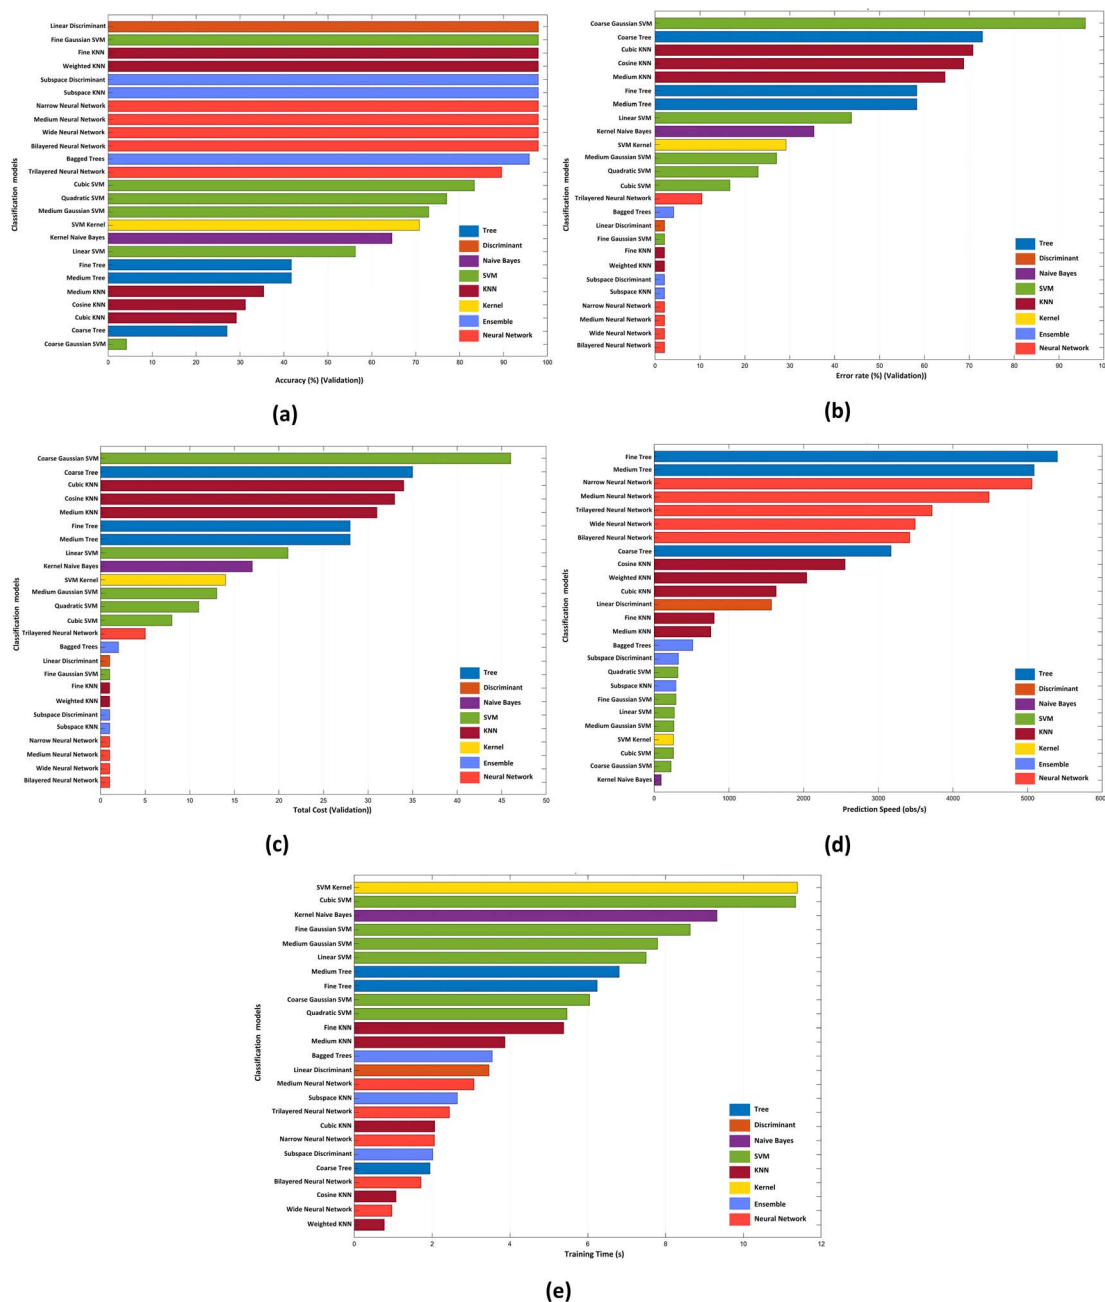 Linear Discriminant
Fine Gaussian SVM
Fine KNN
Weighted KNN
Subspace Discriminant
Subspace KNN
Narrow Neural Network
Medium Neural Network
Wide Neural Network
Bilayered Neural Network
Bagged Trees
Trilayered Neural Network
Cubic SVM
Quadratic SVM
Medium Gaussian SVM
SVM Kernel
Kernel Naive Bayes
Linear SVM
Fine Tree
Medium Tree
Medium KNN
Cosine KNN
Cubic KNN
Coarse Tree
Coarse Gaussian SVM
Classification models
Tree
Discriminant
Naive Bayes
SVM
KNN
Kernel
Ensemble
Neural Network
0 10 20 30 40 50 60 70 80 90 100
Accuracy (%) (Validation))
(a)
Coarse Gaussian SVM
Coarse Tree
Cubic KNN
Cosine KNN
Medium KNN
Fine Tree
Medium Tree
Linear SVM
Kernel Naive Bayes
SVM Kernel
Medium Gaussian SVM
Quadratic SVM
Cubic SVM
Trilayered Neural Network
Bagged Trees
Linear Discriminant
Fine Gaussian SVM
Fine KNN
Weighted KNN
Subspace Discriminant
Subspace KNN
Narrow Neural Network
Medium Neural Network
Wide Neural Network
Bilayered Neural Network
Classification models
Tree
Discriminant
Naive Bayes
SVM
KNN
Kernel
Ensemble
Neural Network
0 10 20 30 40 50 60 70 80 90 100
Error rate (%) (Validation))
(b)
Coarse Gaussian SVM
Coarse Tree
Cubic KNN
Cosine KNN
Medium KNN
Fine Tree
Medium Tree
Linear SVM
Kernel Naive Bayes
SVM Kernel
Medium Gaussian SVM
Quadratic SVM
Cubic SVM
Trilayered Neural Network
Bagged Trees
Linear Discriminant
Fine Gaussian SVM
Fine KNN
Weighted KNN
Subspace Discriminant
Subspace KNN
Narrow Neural Network
Medium Neural Network
Wide Neural Network
Bilayered Neural Network
Classification models
Tree
Discriminant
Naive Bayes
SVM
KNN
Kernel
Ensemble
Neural Network
0 5 10 15 20 25 30 35 40 45 50
Total Cost (Validation))
(c)
Fine Tree
Medium Tree
Narrow Neural Network
Medium Neural Network
Trilayered Neural Network
Wide Neural Network
Bilayered Neural Network
Coarse Tree
Cosine KNN
Weighted KNN
Cubic KNN
Linear Discriminant
Fine KNN
Medium KNN
Bagged Trees
Subspace Discriminant
Quadratic SVM
Subspace KNN
Fine Gaussian SVM
Linear SVM
Medium Gaussian SVM
SVM Kernel
Cubic SVM
Coarse Gaussian SVM
Kernel Naive Bayes
Classification models
Tree
Discriminant
Naive Bayes
SVM
KNN
Kernel
Ensemble
Neural Network
0 1000 2000 3000 4000 5000 6000
Prediction Speed (obs/s)
(d)
SVM Kernel
Cubic SVM
Kernel Naive Bayes
Fine Gaussian SVM
Medium Gaussian SVM
Linear SVM
Medium Tree
Fine Tree
Coarse Gaussian SVM
Quadratic SVM
Fine KNN
Medium KNN
Bagged Trees
Linear Discriminant
Medium Neural Network
Subspace KNN
Trilayered Neural Network
Cubic KNN
Narrow Neural Network
Subspace Discriminant
Coarse Tree
Bilayered Neural Network
Cosine KNN
Wide Neural Network
Weighted KNN
Classification models
Tree
Discriminant
Naive Bayes
SVM
KNN
Kernel
Ensemble
Neural Network
0 2 4 6 8 10 12
Training Time (s)
(e)